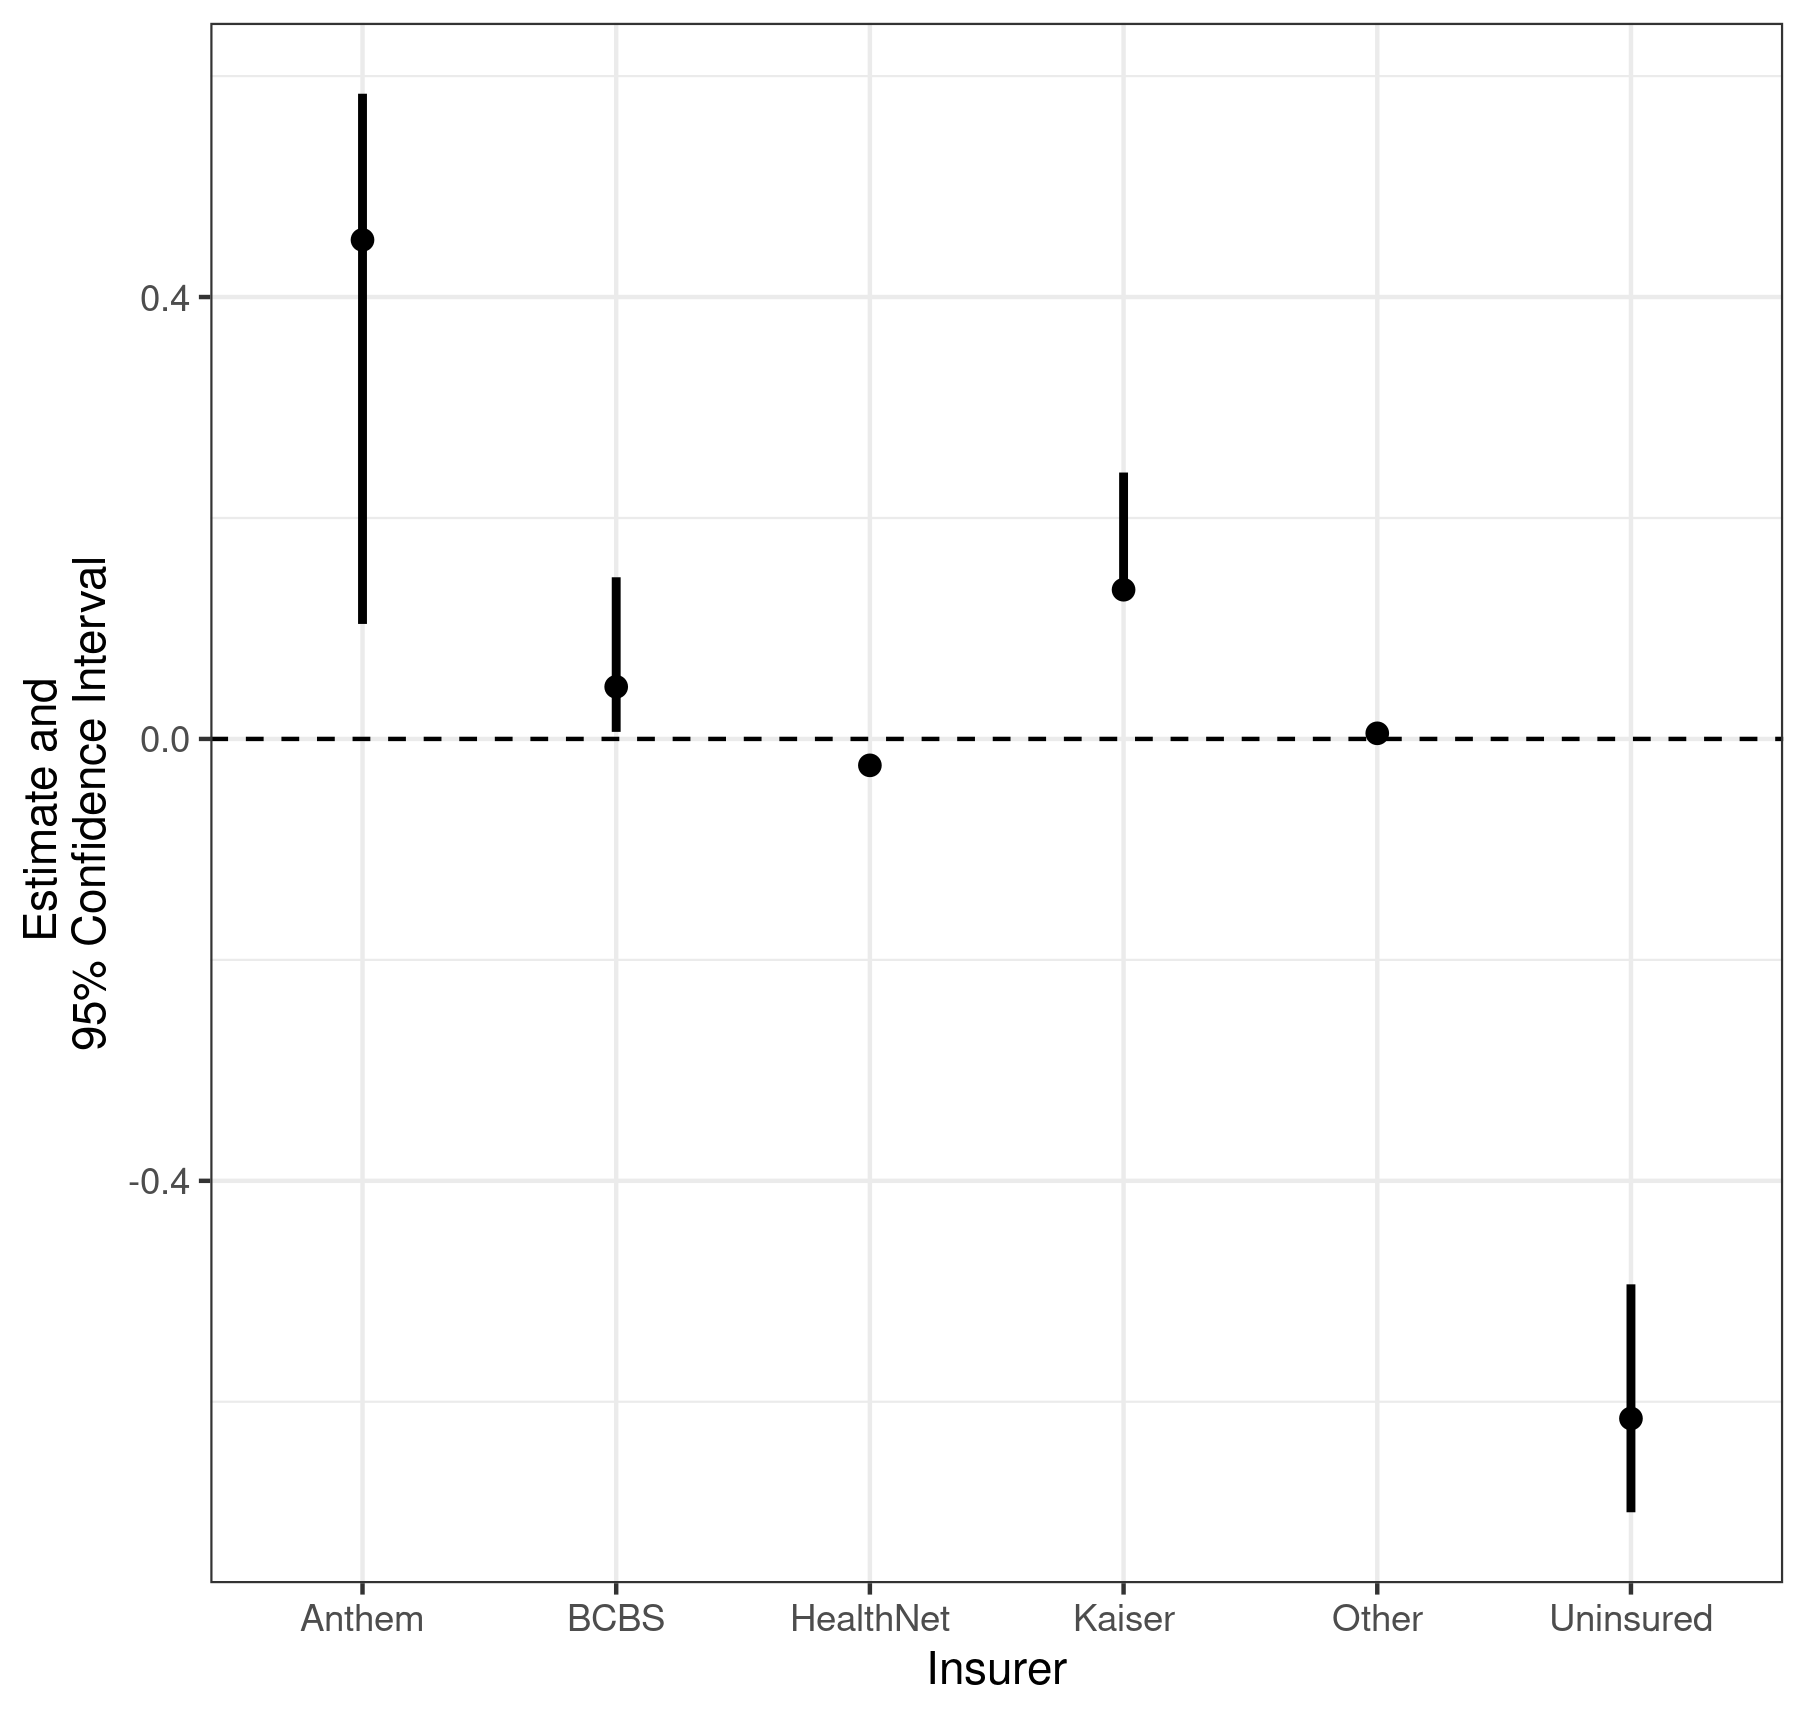 Estimate and
95% Confidence Interval
0.4
0.0
-0.4
Anthem BCBS HealthNet Kaiser Other Uninsured
Insurer